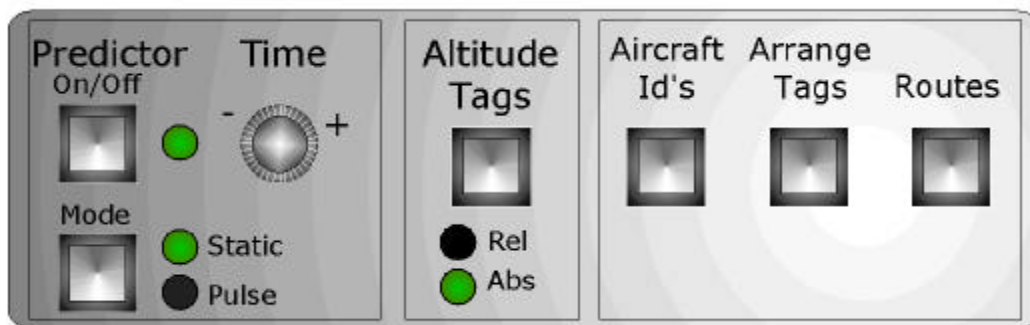 Predictor
On/Off
Time
- +
Mode
Static
Pulse
Altitude
Tags
Rel
Abs
Aircraft
Id's
Arrange
Tags
Routes